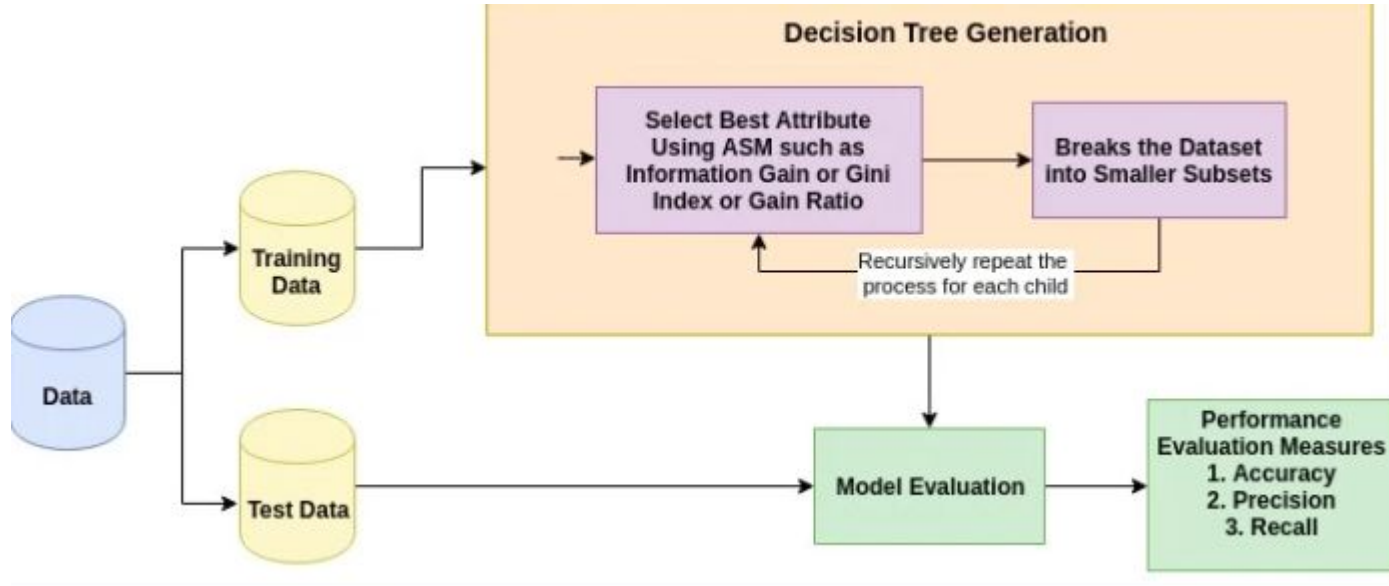 Decision Tree Generation
Select Best Attribute
Using ASM such as
Information Gain or Gini
Index or Gain Ratio
Breaks the Dataset
into Smaller Subsets
Recursively repeat the
process for each child
Training
Data
Data
Test Data
Model Evaluation
Performance
Evaluation Measures
1. Accuracy
2. Precision
3. Recall